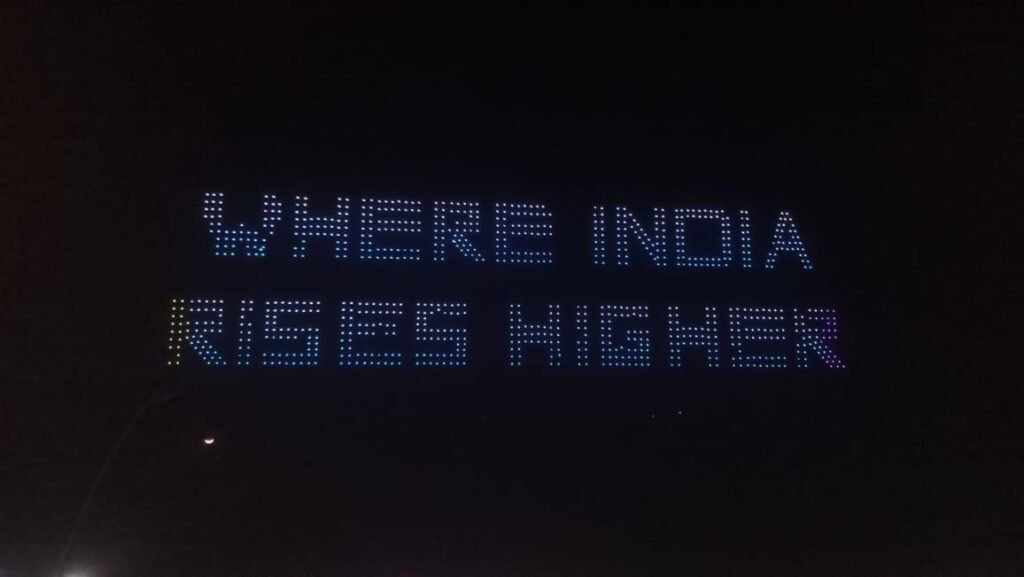 WHERE INDIA
RISES HIGHER